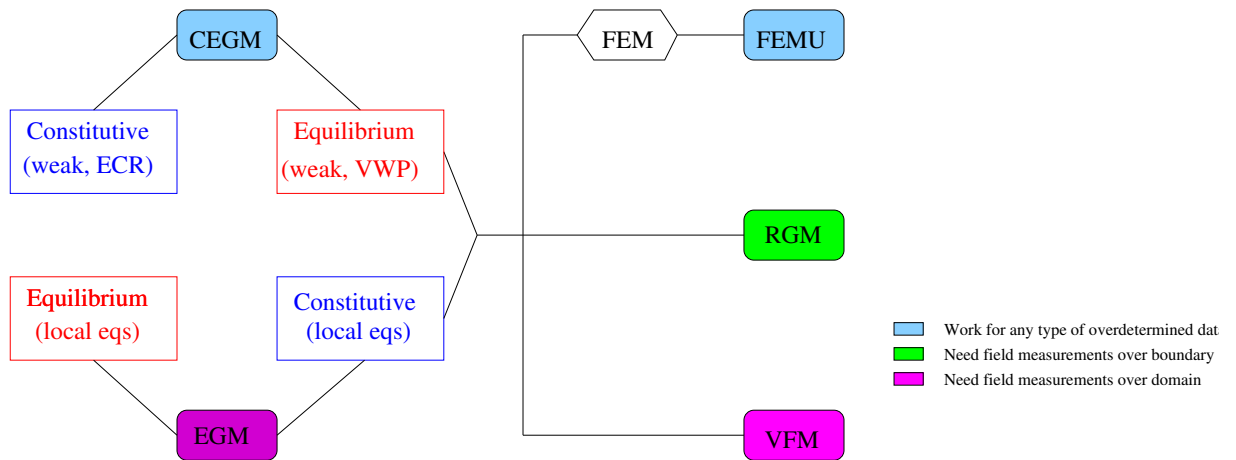 CEGM
FEM
FEMU
Constitutive
(weak, ECR)
Equilibrium
(weak, VWP)
RGM
Equilibrium
(local eqs)
Constitutive
(local eqs)
Work for any type of overdetermined dat
Need field measurements over boundary
Need field measurements over domain
EGM
VFM